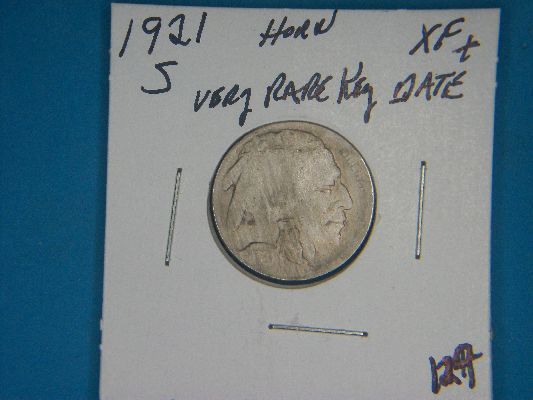 1921 HORN XF+
S VERY RARE Key DATE